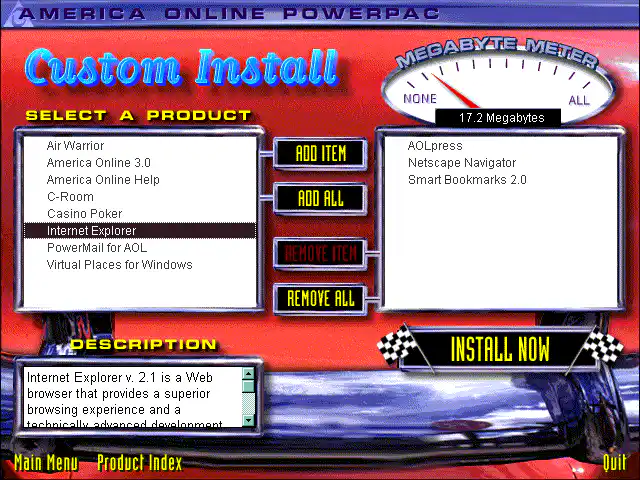 AMERICA ONLINE POWERPAC
Custom Install
MEGABYTE METER
NONE
ALL
17.2 Megabytes
SELECT A PRODUCT
Air Warrior
America Online 3.0
America Online Help
C-Room
Casino Poker
Internet Explorer
PowerMail for AOL
Virtual Places for Windows
ADD ITEM
ADD ALL
REMOVE ITEM
REMOVE ALL
AOLpress
Netscape Navigator
Smart Bookmarks 2.0
DESCRIPTION
Internet Explorer v. 2.1 is a Web
browser that provides a superior
browsing experience and a
technically advanced development
INSTALL NOW
Main Menu
Product Index
Quit